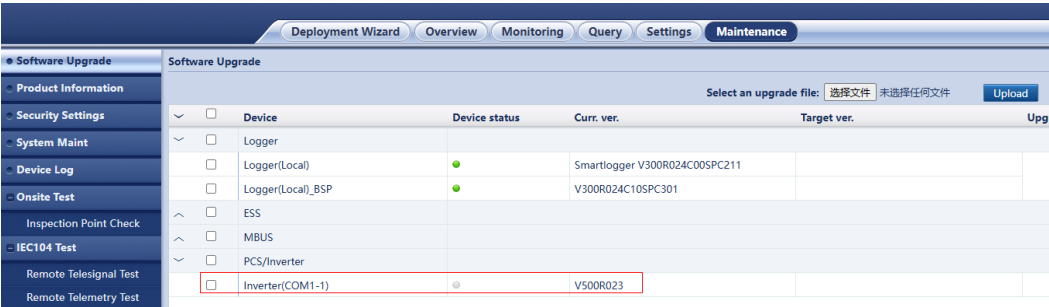 Deployment Wizard Overview Monitoring Query Settings Maintenance
Software Upgrade
Product Information
Security Settings
System Maint
Device Log
Onsite Test
Inspection Point Check
IEC104 Test
Remote Telesignal Test
Remote Telemetry Test
Software Upgrade
Select an upgrade file: 选择文件 未选择任何文件 Upload
Device Device status Curr. ver. Target ver. Upg
Logger
Logger(Local) Smartlogger V300R024C00SPC211
Logger(Local)_BSP V300R024C10SPC301
ESS
MBUS
PCS/Inverter
Inverter(COM1-1) V500R023